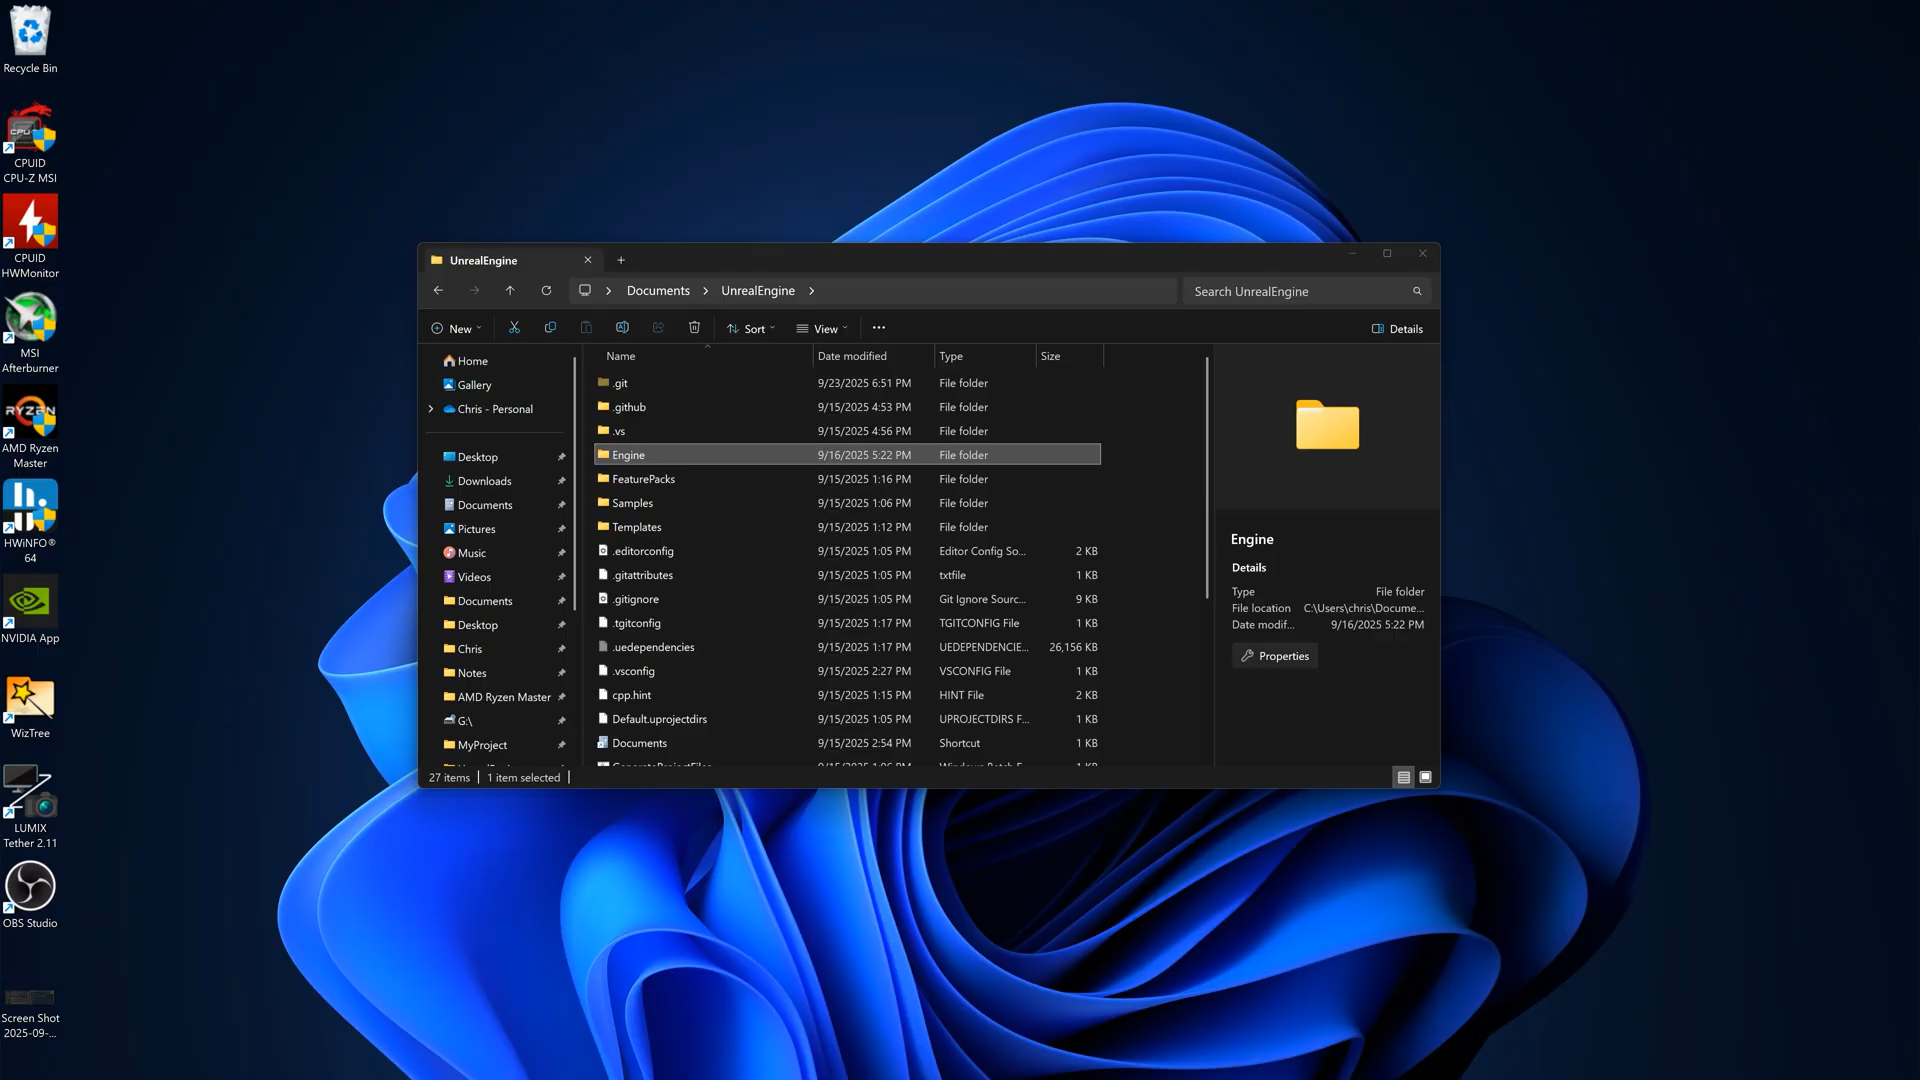 Recycle Bin
CPUID
CPU-Z MSI
CPUID
HWMonitor
MSI
Afterburner
RYZEN
AMD Ryzen
Master
HWiNFO®
64
NVIDIA App
WizTree
LUMIX
Tether 2.11
OBS Studio
Screen Shot
2025-09-...
UnrealEngine
Documents
UnrealEngine
Search UnrealEngine
New
Sort
View
Details
Home
Gallery
Chris - Personal
Desktop
Downloads
Documents
Pictures
Music
Videos
Documents
Desktop
Chris
Notes
AMD Ryzen Master
G:\
MyProject
Name Date modified Type Size
.git 9/23/2025 6:51 PM File folder
.github 9/15/2025 4:53 PM File folder
.vs 9/15/2025 4:56 PM File folder
Engine 9/16/2025 5:22 PM File folder
FeaturePacks 9/15/2025 1:16 PM File folder
Samples 9/15/2025 1:06 PM File folder
Templates 9/15/2025 1:12 PM File folder
.editorconfig 9/15/2025 1:05 PM Editor Config So... 2 KB
.gitattributes 9/15/2025 1:05 PM txtfile 1 KB
.gitignore 9/15/2025 1:05 PM Git Ignore Sourc... 9 KB
.tgitconfig 9/15/2025 1:17 PM TGITCONFIG File 1 KB
.uedependencies 9/15/2025 1:17 PM UEDEPENDENCIE... 26,156 KB
.vsconfig 9/15/2025 2:27 PM VSCONFIG File 1 KB
cpp.hint 9/15/2025 1:15 PM HINT File 2 KB
Default.uprojectdirs 9/15/2025 1:05 PM UPROJECTDIRS F... 1 KB
Documents 9/15/2025 2:54 PM Shortcut 1 KB
Engine
Details
Type File folder
File location C:\Users\chris\Docume...
Date modif... 9/16/2025 5:22 PM
Properties
27 items
1 item selected